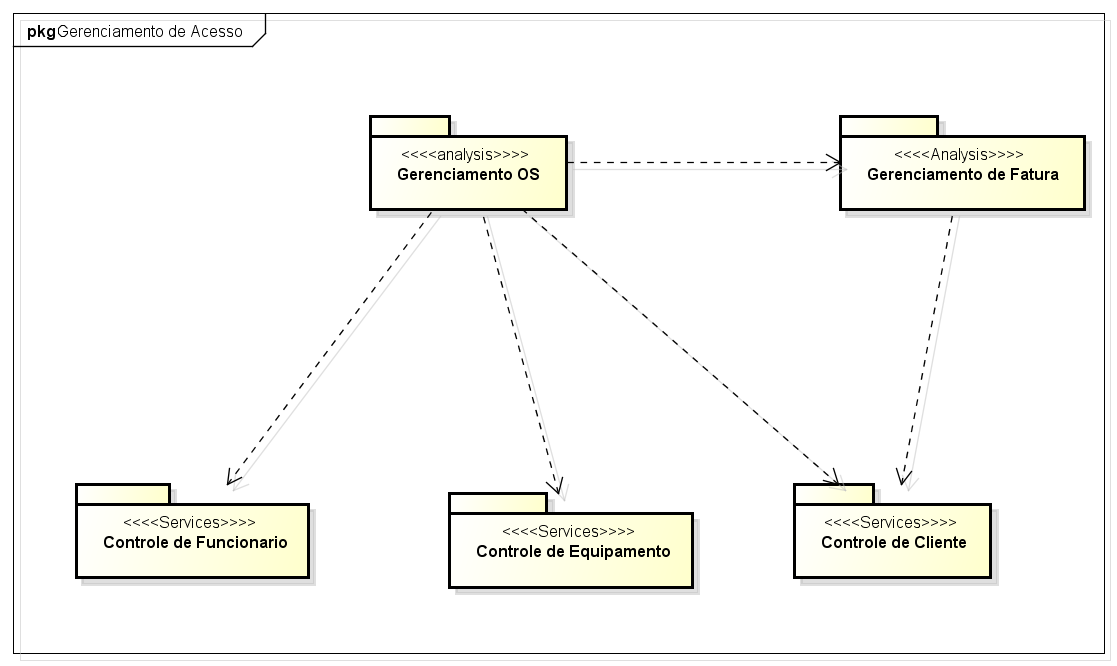 pkgGerenciamento de Acesso
<<<<analysis>>>>
Gerenciamento OS
<<<<Analysis>>>>
Gerenciamento de Fatura
<<<<Services>>>>
Controle de Funcionario
<<<<Services>>>>
Controle de Equipamento
<<<<Services>>>>
Controle de Cliente